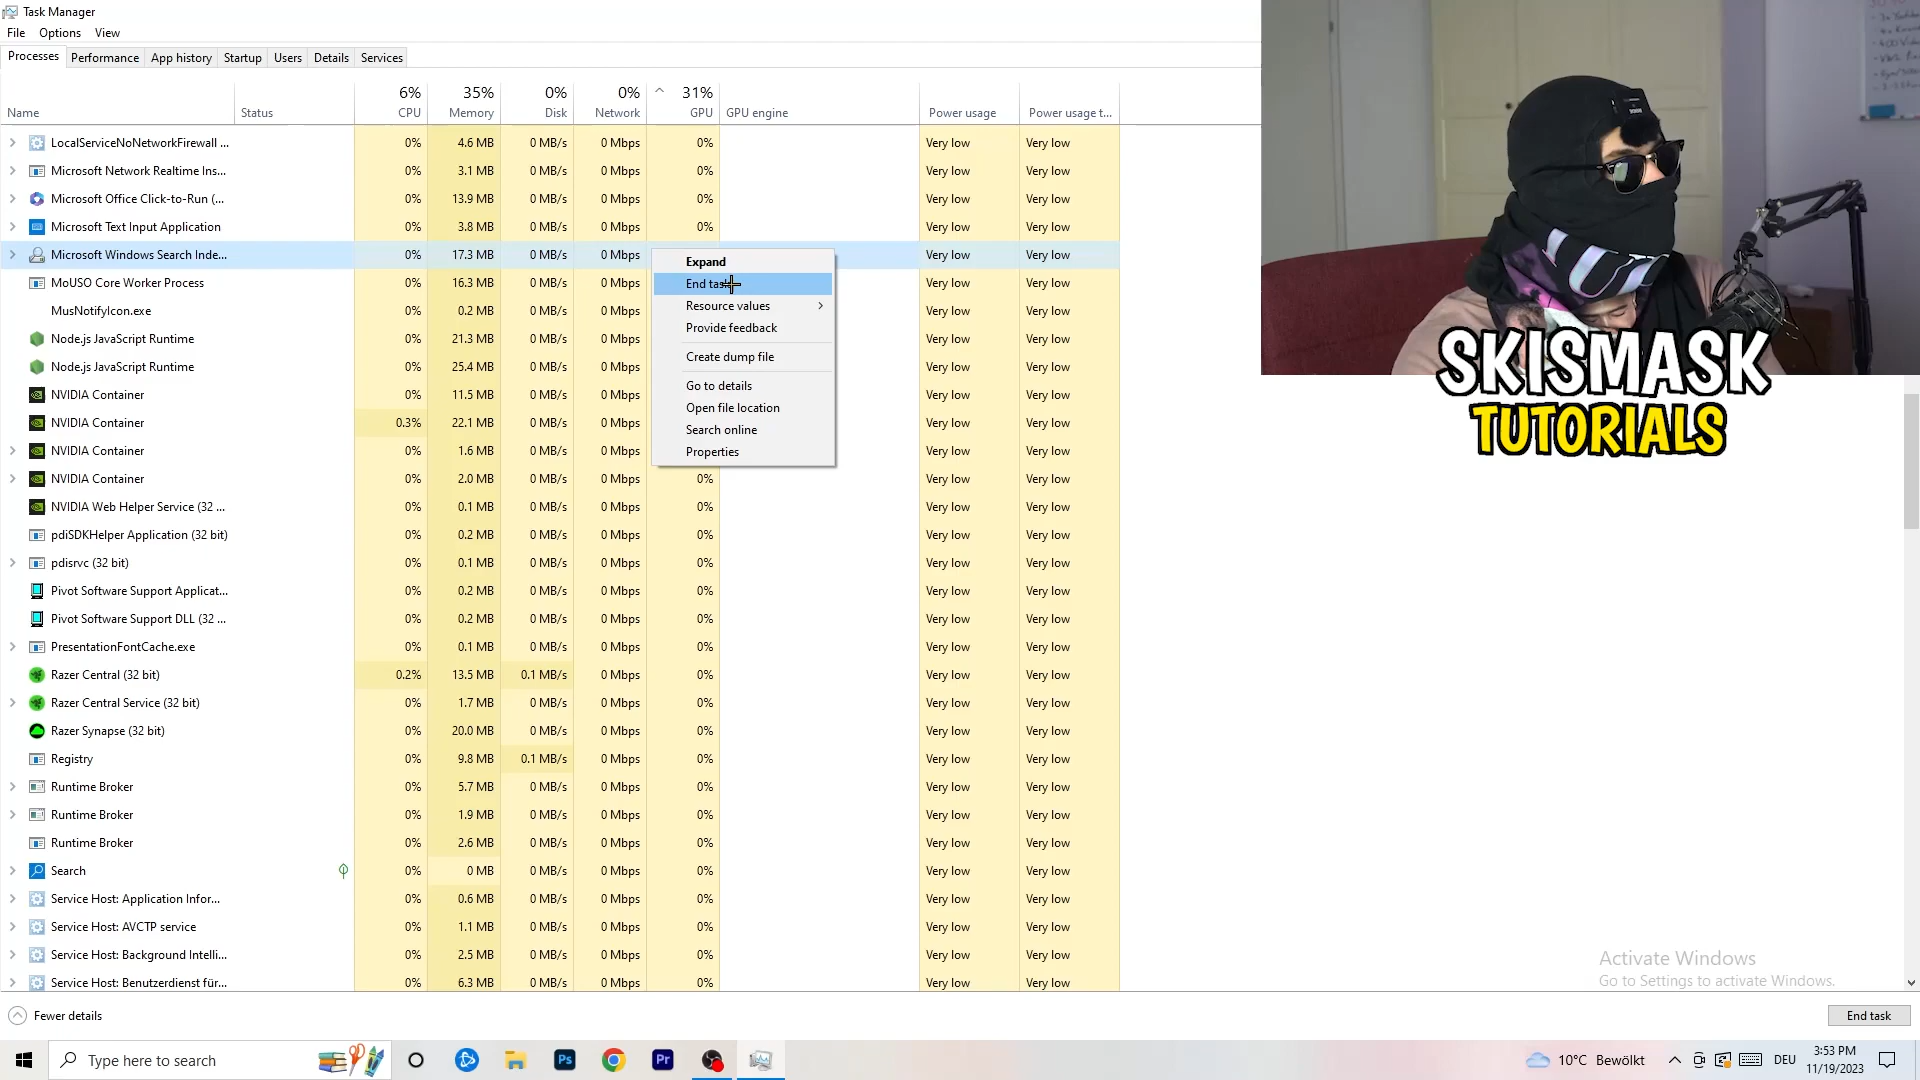 Task Manager
File Options View
Processes Performance App history Startup Users Details Services
6% 35% 0% 0% 31%
Name Status CPU Memory Disk Network GPU GPU engine Power usage Power usage t...
LocalServiceNoNetworkFirewall ... 0% 4.6 MB 0 MB/s 0 Mbps 0% Very low Very low
Microsoft Network Realtime Ins... 0% 3.1 MB 0 MB/s 0 Mbps 0% Very low Very low
Microsoft Office Click-to-Run (... 0% 13.9 MB 0 MB/s 0 Mbps 0% Very low Very low
Microsoft Text Input Application 0% 3.8 MB 0 MB/s 0 Mbps 0% Very low Very low
Microsoft Windows Search Inde... 0% 17.3 MB 0 MB/s 0 Mbps Very low Very low
MoUSO Core Worker Process 0% 16.3 MB 0 MB/s 0 Mbps Very low Very low
MusNotifyIcon.exe 0% 0.2 MB 0 MB/s 0 Mbps Very low Very low
Node.js JavaScript Runtime 0% 21.3 MB 0 MB/s 0 Mbps Very low Very low
Node.js JavaScript Runtime 0% 25.4 MB 0 MB/s 0 Mbps Very low Very low
NVIDIA Container 0% 11.5 MB 0 MB/s 0 Mbps Very low Very low
NVIDIA Container 0.3% 22.1 MB 0 MB/s 0 Mbps Very low Very low
NVIDIA Container 0% 1.6 MB 0 MB/s 0 Mbps Very low Very low
NVIDIA Container 0% 2.0 MB 0 MB/s 0 Mbps 0% Very low Very low
NVIDIA Web Helper Service (32 ... 0% 0.1 MB 0 MB/s 0 Mbps 0% Very low Very low
pdiSDKHelper Application (32 bit) 0% 0.2 MB 0 MB/s 0 Mbps 0% Very low Very low
pdisrvc (32 bit) 0% 0.1 MB 0 MB/s 0 Mbps 0% Very low Very low
Pivot Software Support Applicat... 0% 0.2 MB 0 MB/s 0 Mbps 0% Very low Very low
Pivot Software Support DLL (32 ... 0% 0.2 MB 0 MB/s 0 Mbps 0% Very low Very low
PresentationFontCache.exe 0% 0.1 MB 0 MB/s 0 Mbps 0% Very low Very low
Razer Central (32 bit) 0.2% 13.5 MB 0.1 MB/s 0 Mbps 0% Very low Very low
Razer Central Service (32 bit) 0% 1.7 MB 0 MB/s 0 Mbps 0% Very low Very low
Razer Synapse (32 bit) 0% 20.0 MB 0 MB/s 0 Mbps 0% Very low Very low
Registry 0% 9.8 MB 0.1 MB/s 0 Mbps 0% Very low Very low
Runtime Broker 0% 5.7 MB 0 MB/s 0 Mbps 0% Very low Very low
Runtime Broker 0% 1.9 MB 0 MB/s 0 Mbps 0% Very low Very low
Runtime Broker 0% 2.6 MB 0 MB/s 0 Mbps 0% Very low Very low
Search 0% 0 MB 0 MB/s 0 Mbps 0% Very low Very low
Service Host: Application Infor... 0% 0.6 MB 0 MB/s 0 Mbps 0% Very low Very low
Service Host: AVCTP service 0% 1.1 MB 0 MB/s 0 Mbps 0% Very low Very low
Service Host: Background Intelli... 0% 2.5 MB 0 MB/s 0 Mbps 0% Very low Very low
Service Host: Benutzerdienst für... 0% 6.3 MB 0 MB/s 0 Mbps 0% Very low Very low
Expand
End task
Resource values
Provide feedback
Create dump file
Go to details
Open file location
Search online
Properties
SKISMASK
TUTORIALS
Activate Windows
Go to Settings to activate Windows.
Fewer details End task
Type here to search Ps Pr 10°C Bewölkt DEU 3:53 PM
11/19/2023